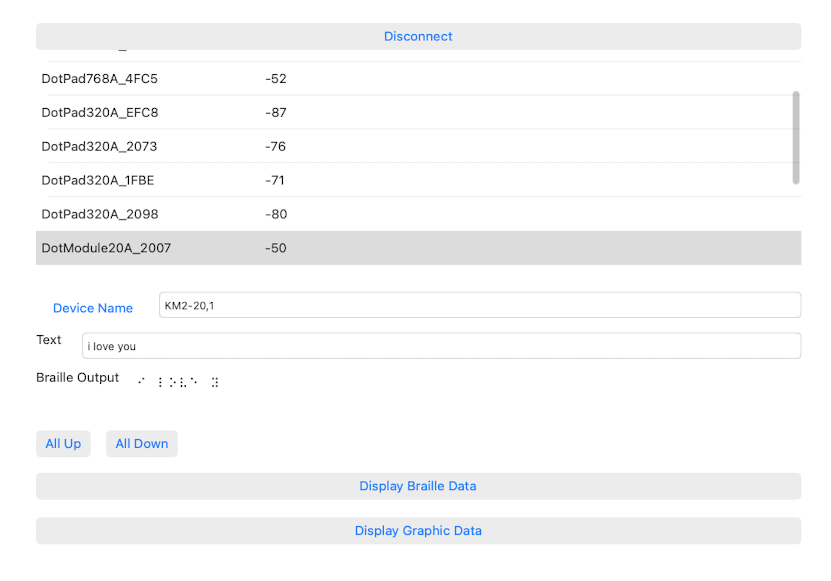 Disconnect
DotPad768A_4FC5 -52
DotPad320A_EFC8 -87
DotPad320A_2073 -76
DotPad320A_1FBE -71
DotPad320A_2098 -80
DotModule20A_2007 -50
Device Name KM2-20,1
Text i love you
Braille Output ⠊ ⠇⠕⠧⠑ ⠽
All Up All Down
Display Braille Data
Display Graphic Data